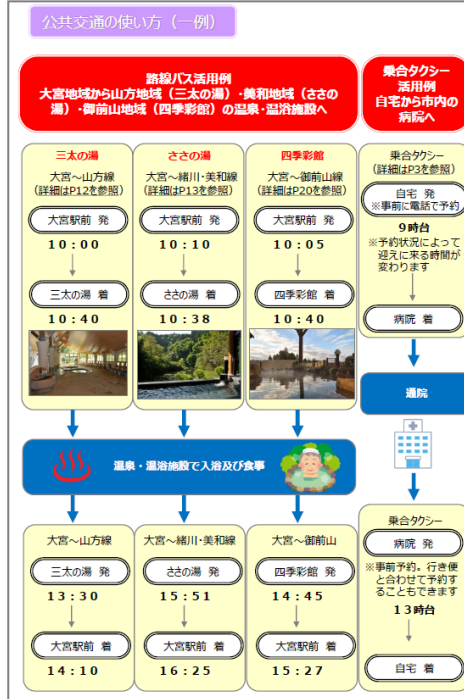 公共交通の使い方（一例）
路線バス活用例
大宮地域から山方地域（三太の湯）・美和地域（ささの
湯）・御前山地域（四季彩館）の温泉・温浴施設へ
乗合タクシー
活用例
自宅から市内の
病院へ
三太の湯
大宮～山方線
（詳細はP12を参照）
大宮駅前 発
10：00
三太の湯 着
10：40
ささの湯
大宮～緒川・美和線
（詳細はP13を参照）
大宮駅前 発
10：10
ささの湯 着
10：38
四季彩館
大宮～御前山線
（詳細はP20を参照）
大宮駅前 発
10：05
四季彩館 着
10：40
乗合タクシー
（詳細はP3を参照）
自宅 発
※事前に電話で予約
9時台
※予約状況によって
迎えに来る時間が
変わります
病院 着
通院
温泉・温浴施設で入浴及び食事
大宮～山方線
三太の湯 発
13：30
大宮駅前 着
14：10
大宮～緒川・美和線
ささの湯 発
15：51
大宮駅前 着
16：25
大宮～御前山
四季彩館 発
14：45
大宮駅前 着
15：27
乗合タクシー
病院 発
※事前予約。行き便
と合わせて予約す
ることもできます
13時台
自宅 着